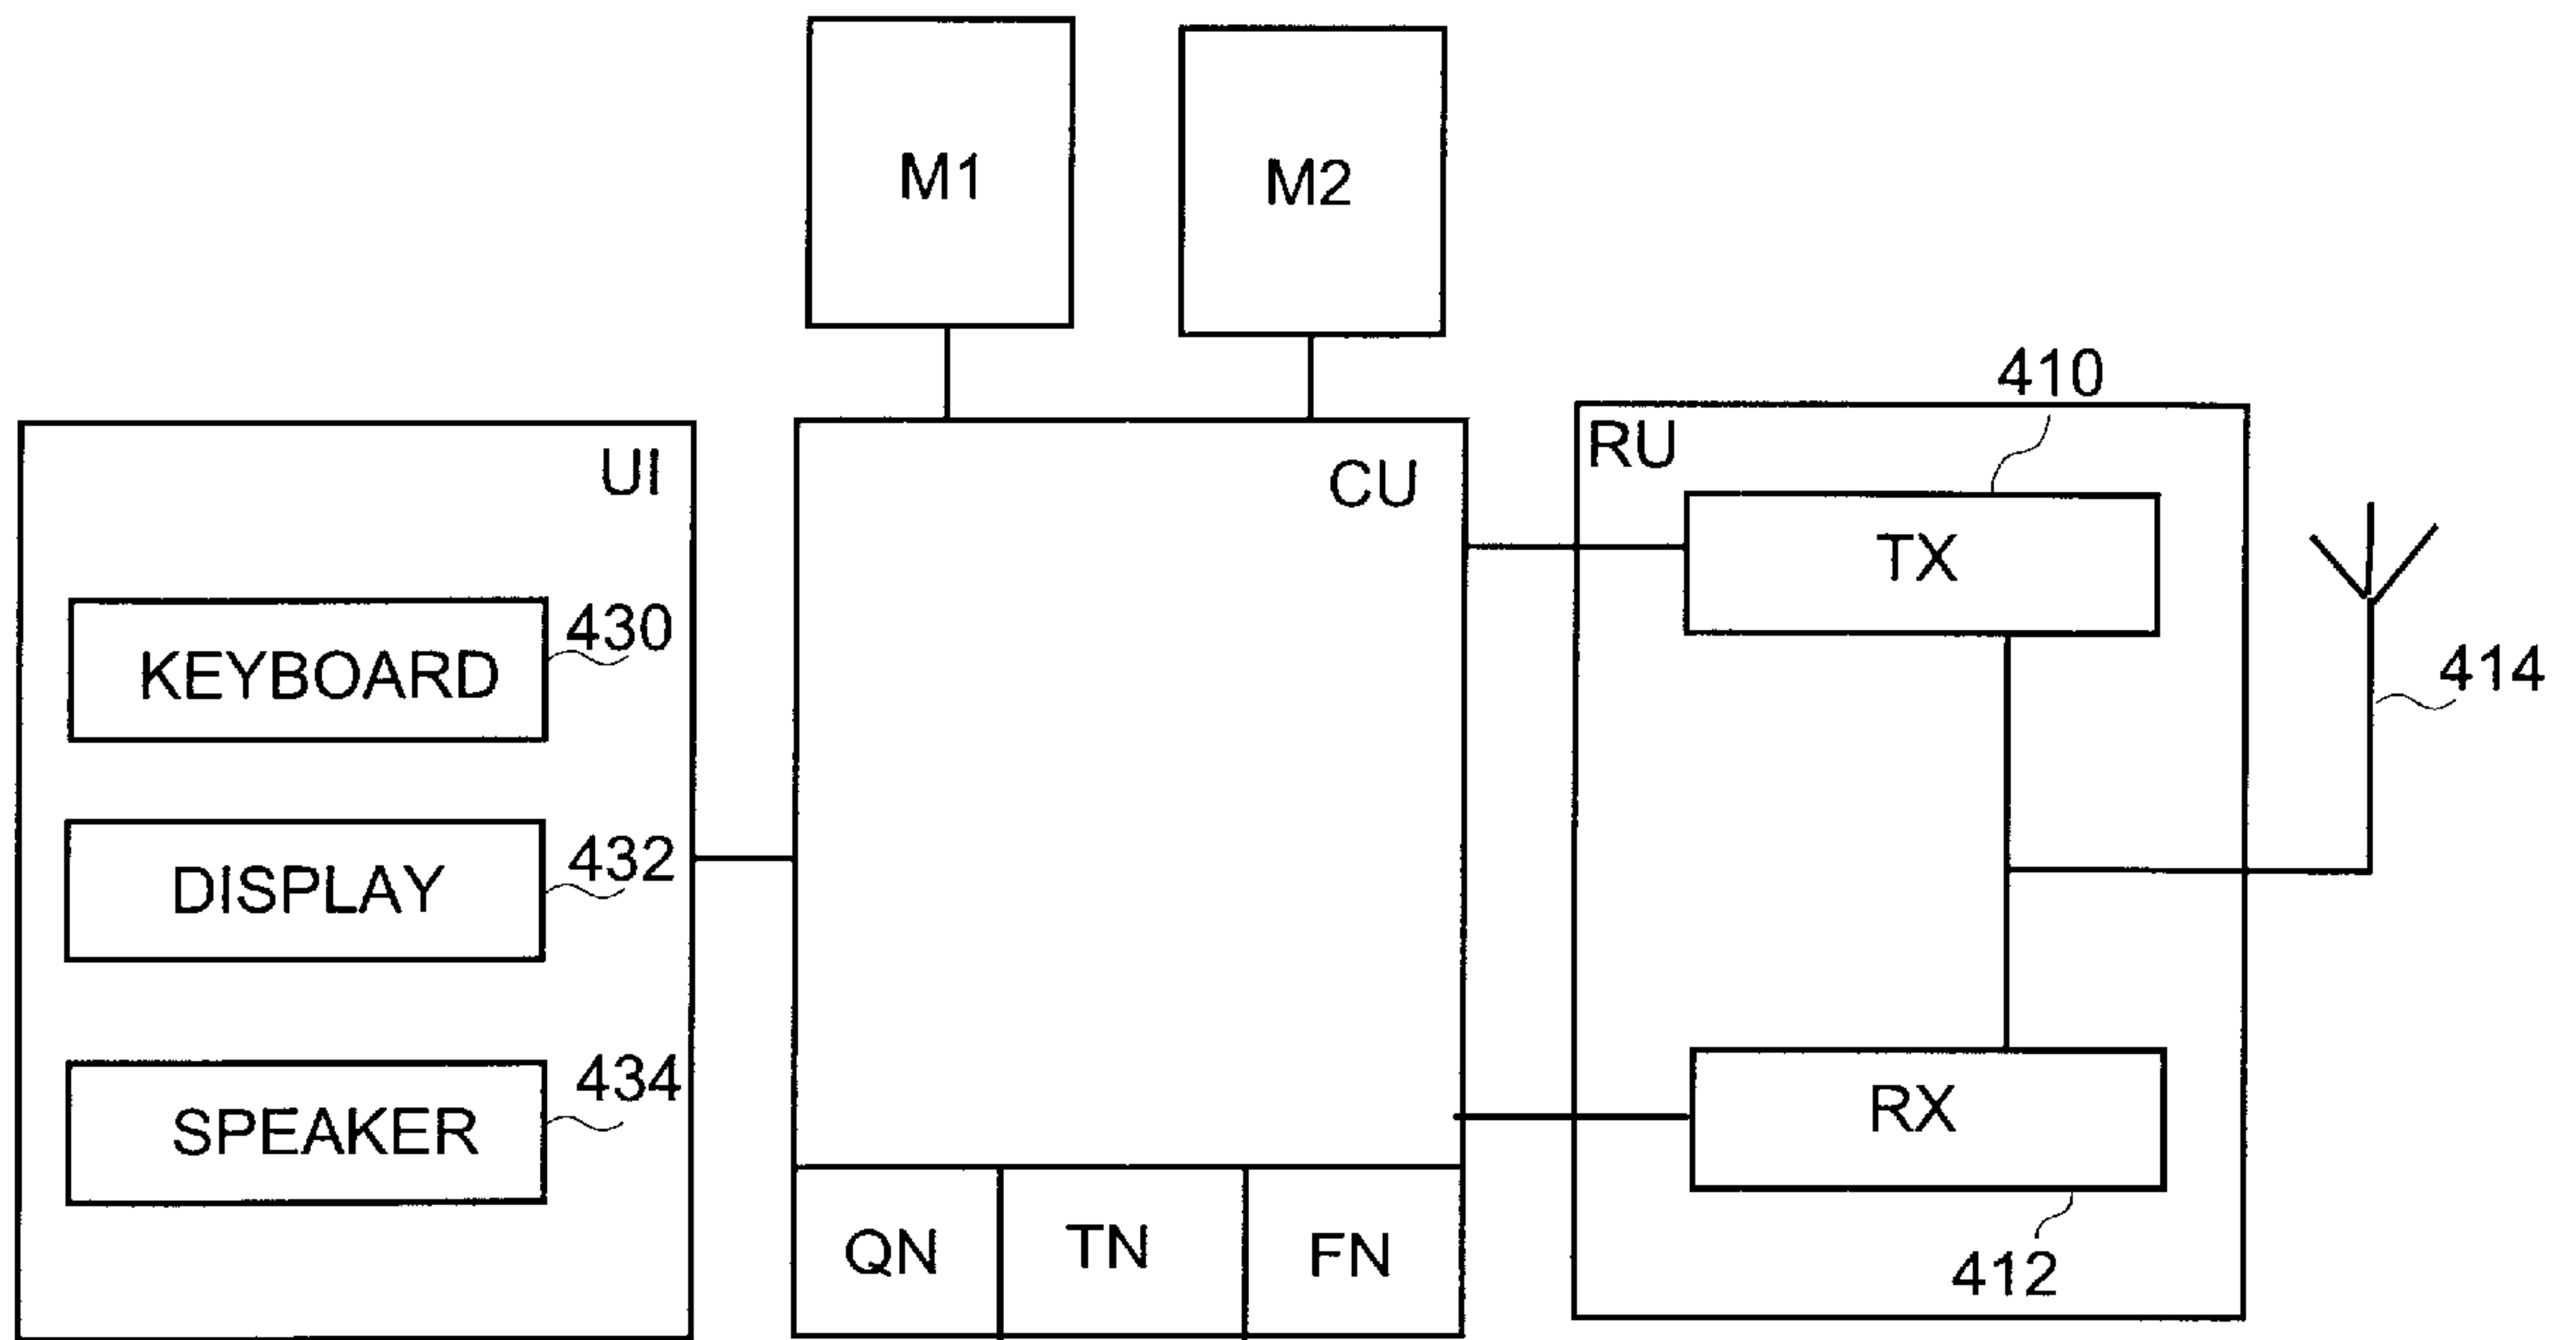 M1
M2
410
UI
CU
RU
TX
KEYBOARD
430
414
DISPLAY
432
SPEAKER
434
RX
QN
TN
FN
412